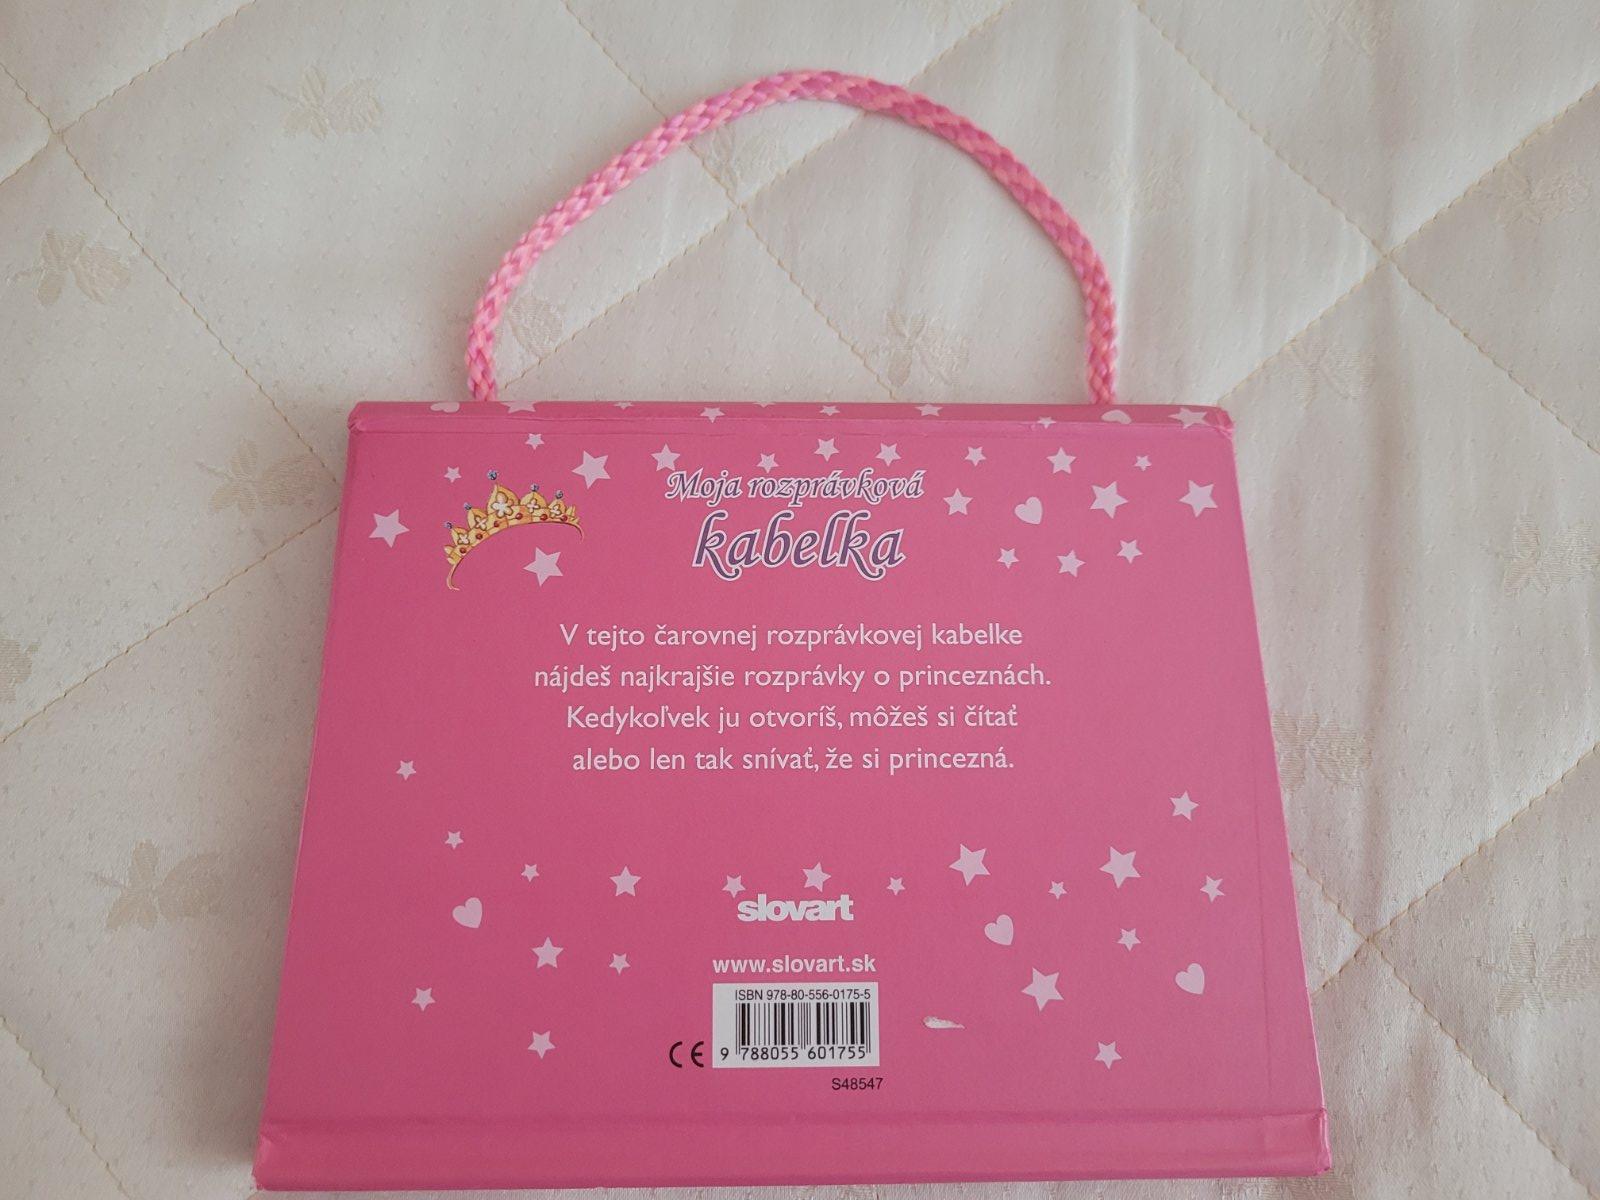 Moja rozprávková
kabelka
V tejto čarovnej rozprávkovej kabelke
nájdeš najkrajšie rozprávky o princeznách.
Kedykoľvek ju otvoríš, môžeš si čítať
alebo len tak snívať, že si princezná.
slovart
www.slovart.sk
ISBN 978-80-556-0175-5
CE
9 788055 601755
S48547